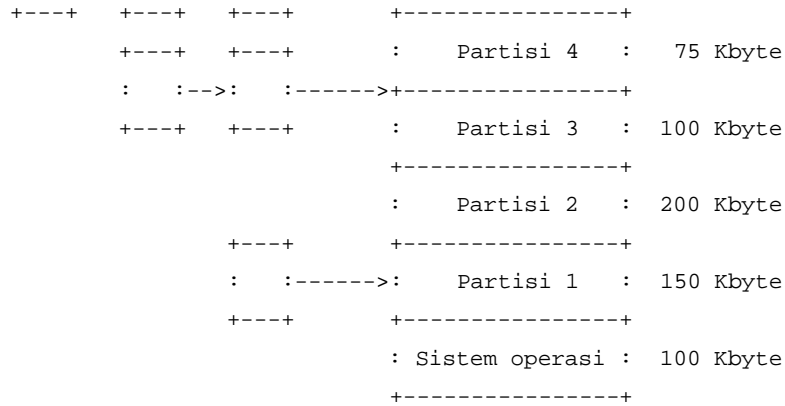 +---+   +---+  +---+      +----------------+
+---+  +---+      :    Partisi 4   :   75 Kbyte
:   :-->:   :------>+----------------+
+---+  +---+      :    Partisi 3   :  100 Kbyte
+----------------+
:    Partisi 2   :  200 Kbyte
+---+      +----------------+
:   :------>:    Partisi 1   :  150 Kbyte
+---+      +----------------+
: Sistem operasi :  100 Kbyte
+----------------+